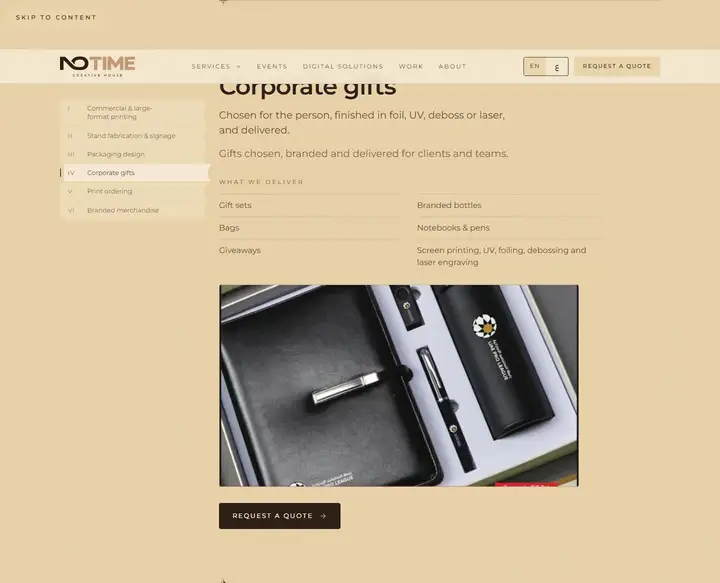 SKIP TO CONTENT
NOTIME
CREATIVE HOUSE
SERVICES
EVENTS
DIGITAL SOLUTIONS
WORK
ABOUT
EN
ع
REQUEST A QUOTE
I Commercial & large-
format printing
II Stand fabrication & signage
III Packaging design
IV Corporate gifts
V Print ordering
VI Branded merchandise
Corporate gifts
Chosen for the person, finished in foil, UV, deboss or laser,
and delivered.
Gifts chosen, branded and delivered for clients and teams.
WHAT WE DELIVER
Gift sets
Branded bottles
Bags
Notebooks & pens
Giveaways
Screen printing, UV, foiling, debossing and
laser engraving
PRO LEAGUE
REQUEST A QUOTE →